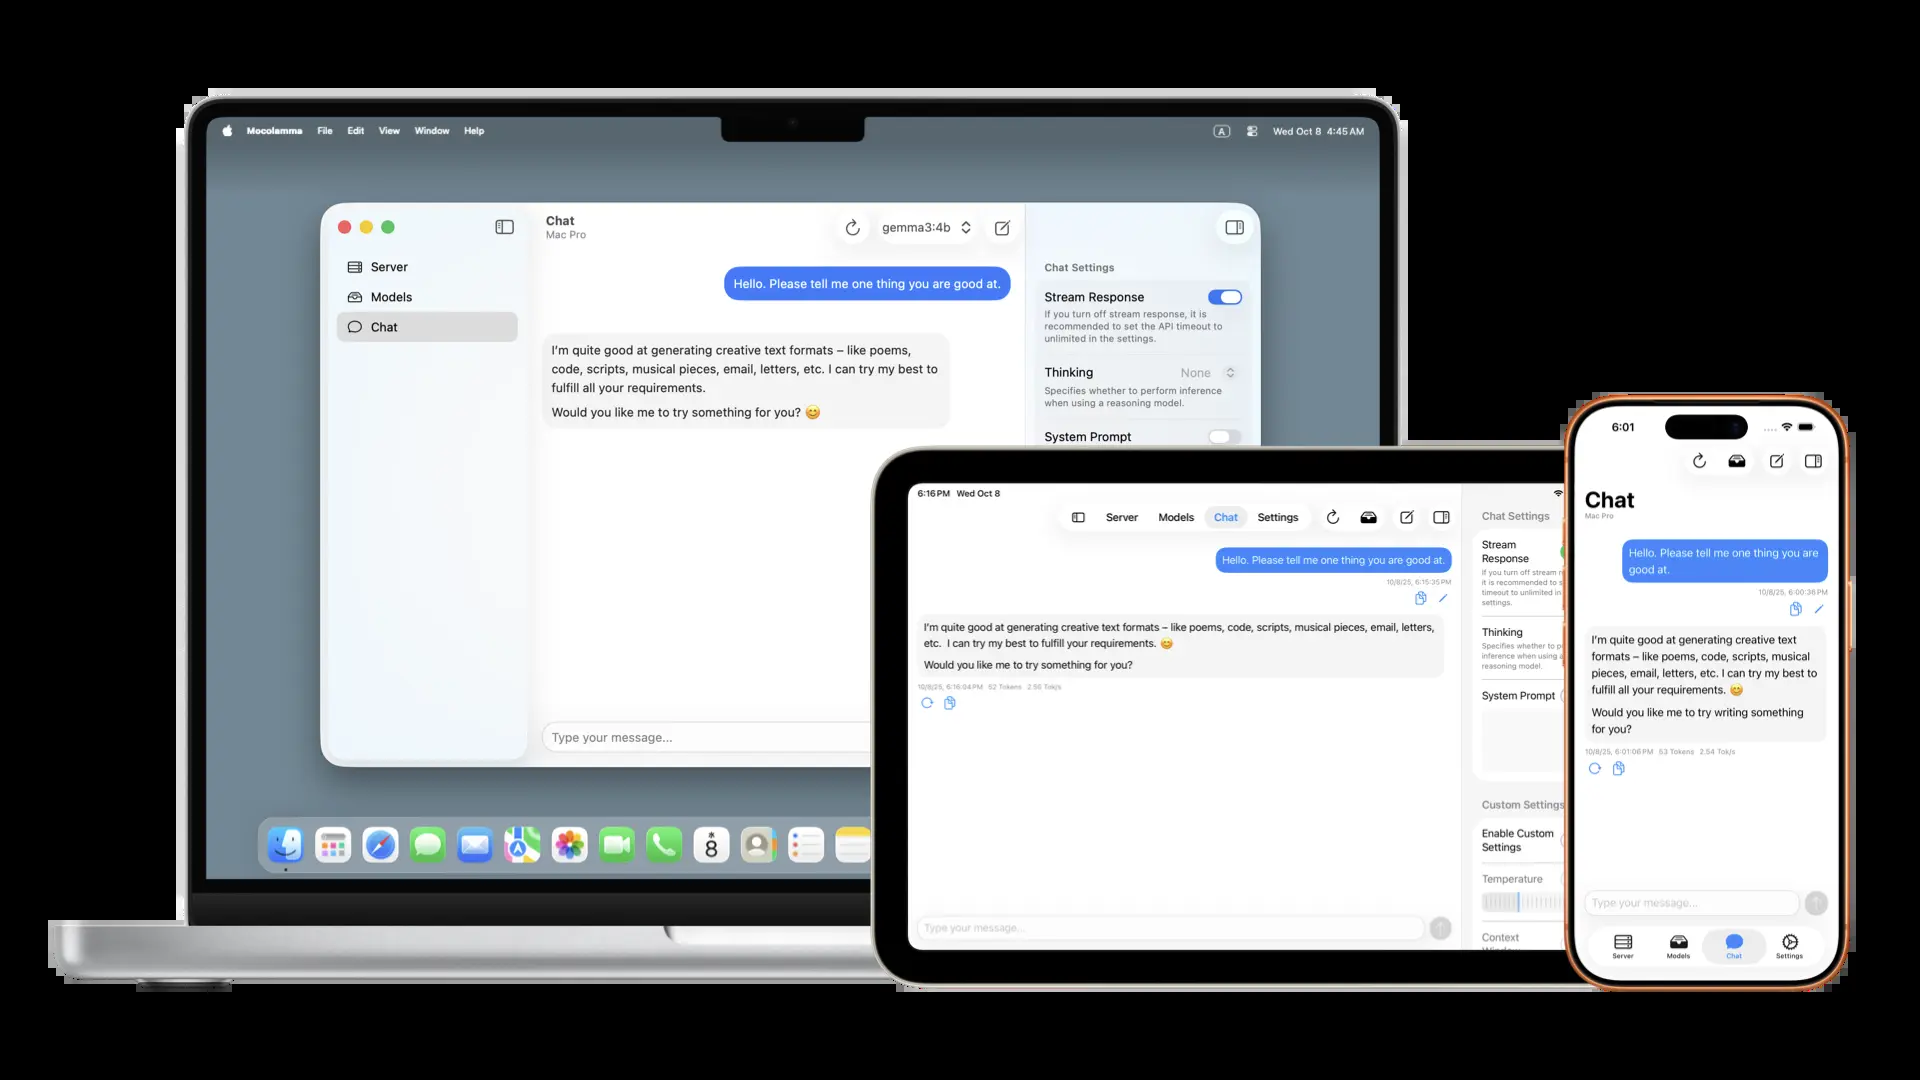 Mocolamma File Edit View Window Help
A
Wed Oct 8 4:45 AM
Chat
Mac Pro
gemma3:4b
Server
Models
Chat
Hello. Please tell me one thing you are good at.
I'm quite good at generating creative text formats – like poems,
code, scripts, musical pieces, email, letters, etc. I can try my best to
fulfill all your requirements.
Would you like me to try something for you? 😊
Type your message...
Chat Settings
Stream Response
If you turn off stream response, it is
recommended to set the API timeout to
unlimited in the settings.
Thinking None
Specifies whether to perform inference
when using a reasoning model.
System Prompt
水
8
6:16 PM Wed Oct 8
Server Models Chat Settings
Hello. Please tell me one thing you are good at.
10/8/25, 6:15:35 PM
I'm quite good at generating creative text formats – like poems, code, scripts, musical pieces, email, letters,
etc. I can try my best to fulfill all your requirements. 😊
Would you like me to try something for you?
10/8/25, 6:16:04 PM 52 Tokens 2.56 Tok/s
Type your message...
Chat Settings
Stream
Response
If you turn off stream
it is recommended to
timeout to unlimited in
settings.
Thinking
Specifies whether to
inference when using
reasoning model.
System Prompt
Custom Settings
Enable Custom
Settings
Temperature
Context
6:01
Chat
Mac Pro
Hello. Please tell me one thing you are
good at.
10/8/25, 6:00:36 PM
I'm quite good at generating creative text
formats – like poems, code, scripts, musical
pieces, email, letters, etc. I can try my best to
fulfill all your requirements. 😊
Would you like me to try writing something
for you?
10/8/25, 6:01:06 PM 53 Tokens 2.54 Tok/s
Type your message...
Server Models Chat Settings